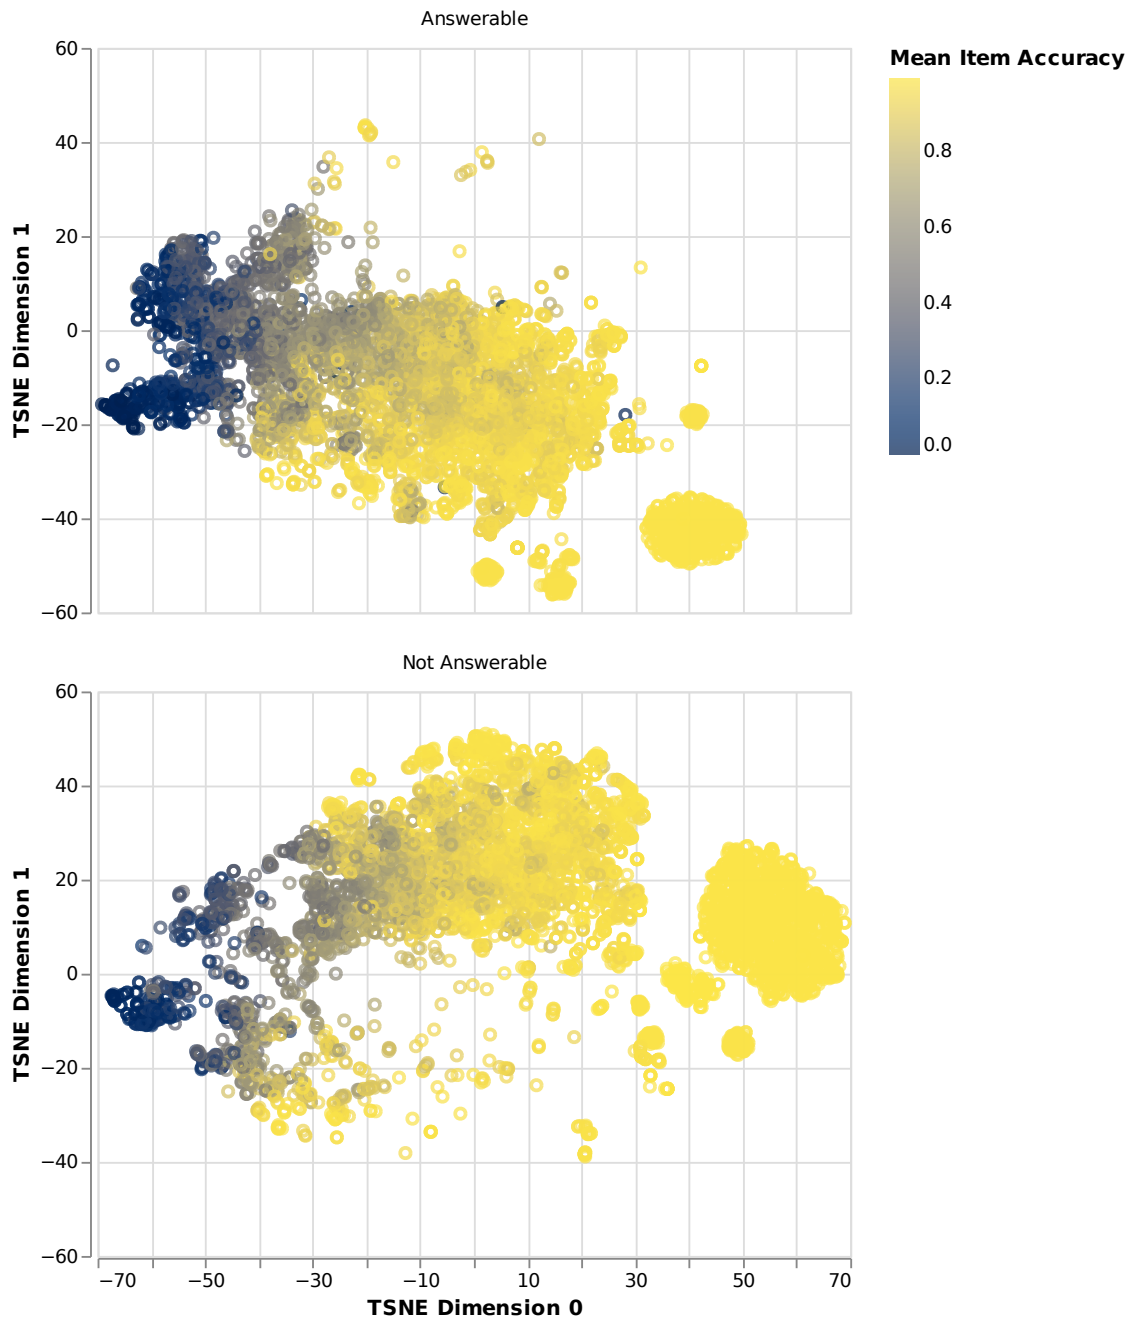 Answerable
Mean Item Accuracy
60
40
20
0
−20
−40
−60
TSNE Dimension 1
0.8
0.6
0.4
0.2
0.0
Not Answerable
60
40
20
0
−20
−40
−60
TSNE Dimension 1
−70 −50 −30 −10 10 30 50 70
TSNE Dimension 0